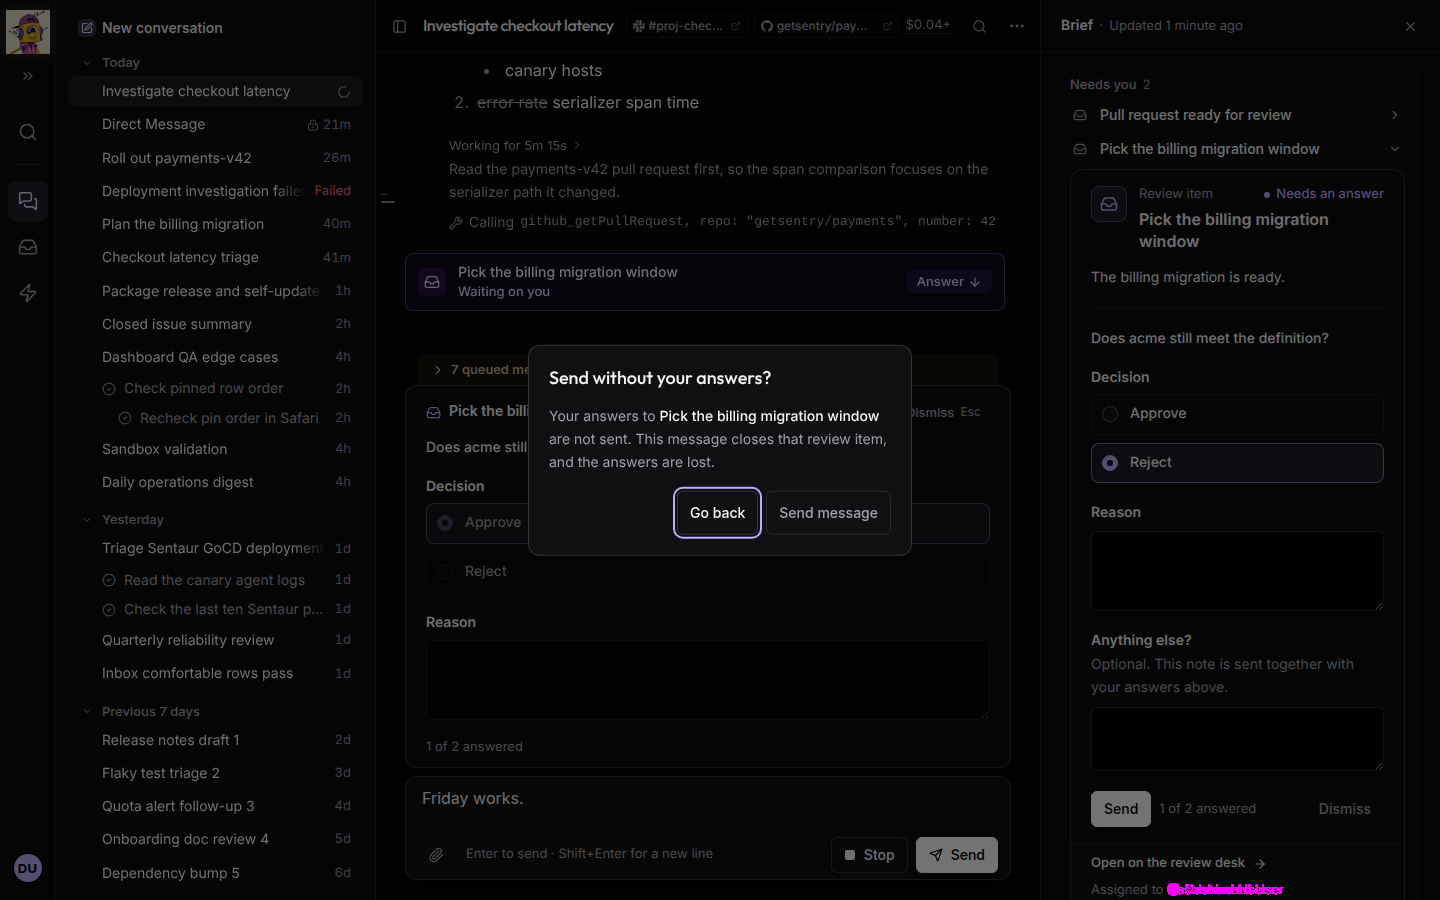 New conversation
Today
Investigate checkout latency
Direct Message 21m
Roll out payments-v42 26m
Deployment investigation Failed
Plan the billing migration 40m
Checkout latency triage 41m
Package release and self-update 1h
Closed issue summary 2h
Dashboard QA edge cases 4h
Check pinned row order 2h
Recheck pin order in Safari 2h
Sandbox validation 4h
Daily operations digest 4h
Yesterday
Triage Sentaur GoCD deployment 1d
Read the canary agent logs 1d
Check the last ten Sentaur p... 1d
Quarterly reliability review 1d
Inbox comfortable rows pass 1d
Previous 7 days
Release notes draft 1 2d
Flaky test triage 2 3d
Quota alert follow-up 3 4d
Onboarding doc review 4 5d
Dependency bump 5 6d
DU
Investigate checkout latency #proj-chec... getsentry/pay... $0.04+
• canary hosts
2. error rate serializer span time
Working for 5m 15s
Read the payments-v42 pull request first, so the span comparison focuses on the
serializer path it changed.
Calling github_getPullRequest, repo: "getsentry/payments", number: 42
Pick the billing migration window
Waiting on you
Answer ↓
7 queued me
Pick the billi
Dismiss Esc
Does acme still
Decision
Approve
Reject
Reason
1 of 2 answered
Send without your answers?
Your answers to Pick the billing migration window
are not sent. This message closes that review item,
and the answers are lost.
Go back
Send message
Friday works.
Enter to send · Shift+Enter for a new line
Stop
Send
Brief · Updated 1 minute ago
Needs you 2
Pull request ready for review
Pick the billing migration window
Review item • Needs an answer
Pick the billing migration
window
The billing migration is ready.
Does acme still meet the definition?
Decision
Approve
Reject
Reason
Anything else?
Optional. This note is sent together with
your answers above.
Send 1 of 2 answered Dismiss
Open on the review desk →
Assigned to